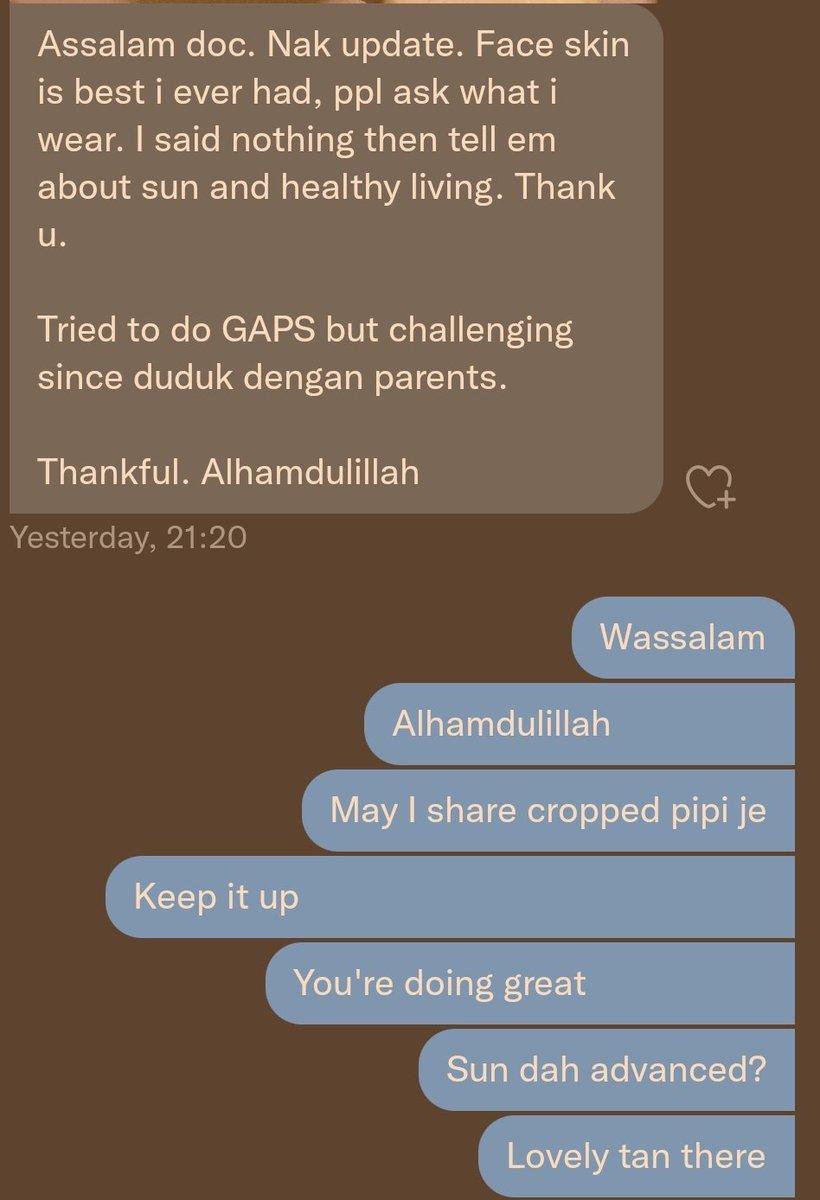 Assalam doc. Nak update. Face skin
is best i ever had, ppl ask what i
wear. I said nothing then tell em
about sun and healthy living. Thank
u.
Tried to do GAPS but challenging
since duduk dengan parents.
Thankful. Alhamdulillah
Yesterday, 21:20
Wassalam
Alhamdulillah
May I share cropped pipi je
Keep it up
You're doing great
Sun dah advanced?
Lovely tan there